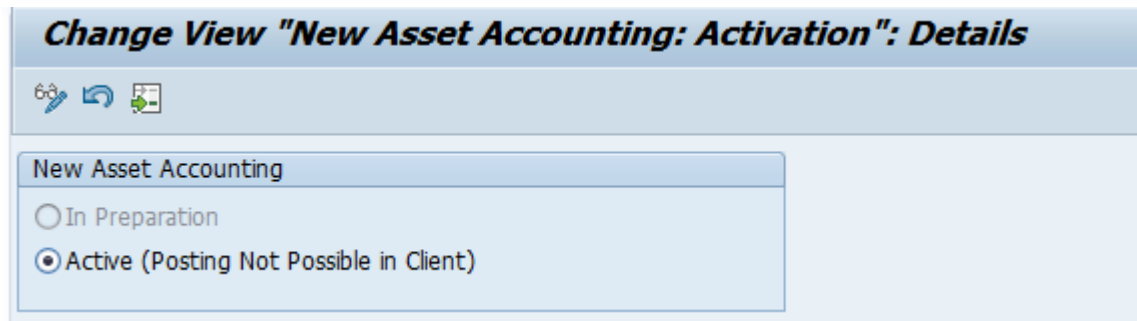 Change View "New Asset Accounting: Activation": Details
New Asset Accounting
In Preparation
Active (Posting Not Possible in Client)